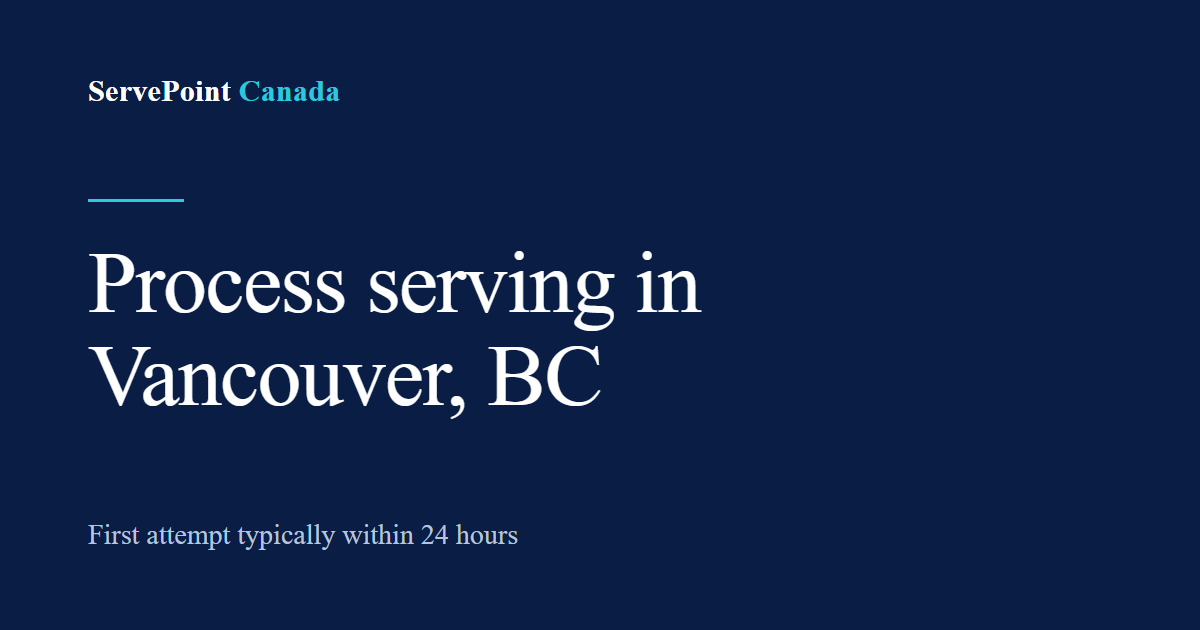 ServePoint Canada
Process serving in
Vancouver, BC
First attempt typically within 24 hours